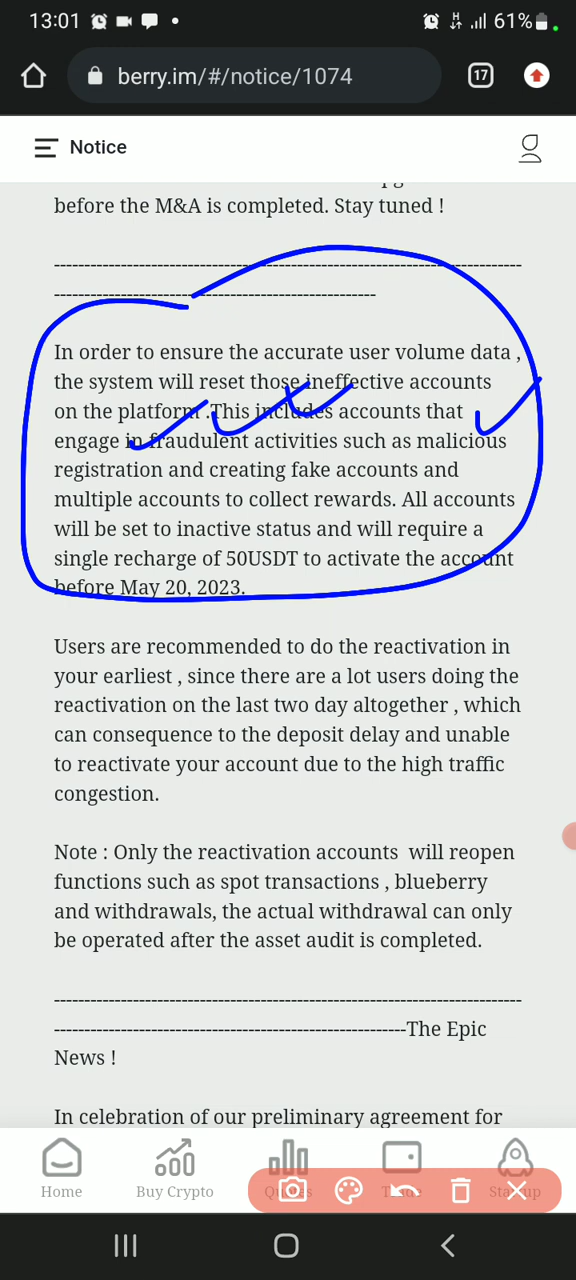 13:01
61%
berry.im/#/notice/1074
17
Notice
before the M&A is completed. Stay tuned !
--------------------------------------------------------------------------------
------------------------------------------------------
In order to ensure the accurate user volume data ,
the system will reset those ineffective accounts
on the platform .This includes accounts that
engage in fraudulent activities such as malicious
registration and creating fake accounts and
multiple accounts to collect rewards. All accounts
will be set to inactive status and will require a
single recharge of 50USDT to activate the account
before May 20, 2023.
Users are recommended to do the reactivation in
your earliest , since there are a lot users doing the
reactivation on the last two day altogether , which
can consequence to the deposit delay and unable
to reactivate your account due to the high traffic
congestion.
Note : Only the reactivation accounts  will reopen
functions such as spot transactions , blueberry
and withdrawals, the actual withdrawal can only
be operated after the asset audit is completed.
--------------------------------------------------------------------------------
------------------------------------------------------------The Epic
News !
In celebration of our preliminary agreement for
Home
Buy Crypto
Quotes
Trade
Startup